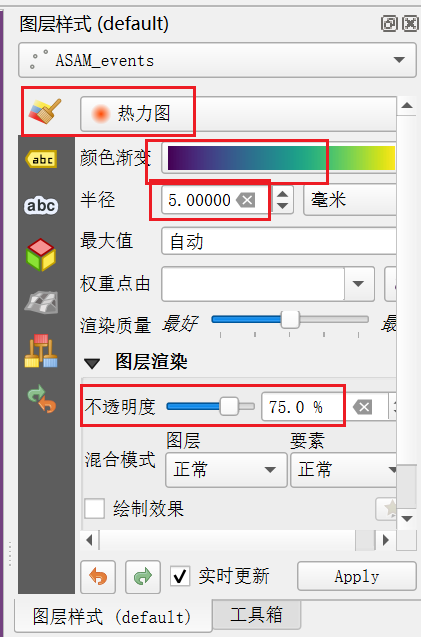 图层样式 (default)
ASAM_events
热力图
abc
颜色渐变
abc
半径 5.00000 毫米
最大值 自动
权重点由
渲染质量 最好 最
图层渲染
不透明度 75.0 %
图层 要素
混合模式 正常 正常
绘制效果
实时更新 Apply
图层样式 (default) 工具箱